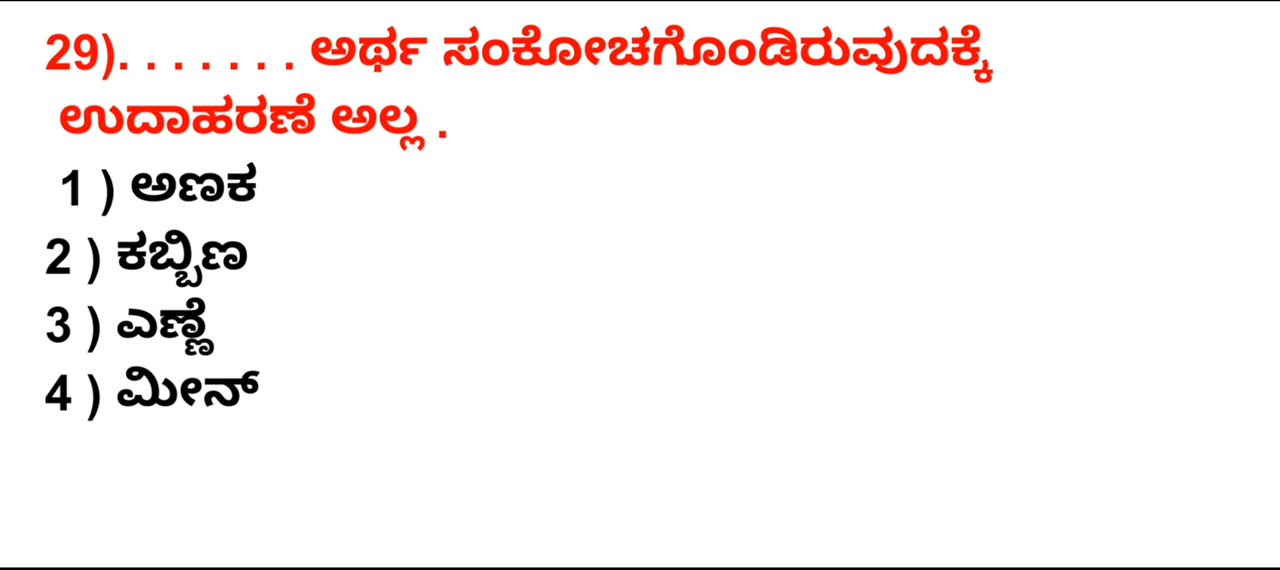 29). . . . . . . ಅರ್ಥ ಸಂಕೋಚಗೊಂಡಿರುವುದಕ್ಕೆ
ಉದಾಹರಣೆ ಅಲ್ಲ .
1 ) ಅಣಕ
2 ) ಕಬ್ಬಿಣ
3 ) ಎಣ್ಣೆ
4 ) ಮೀನ್